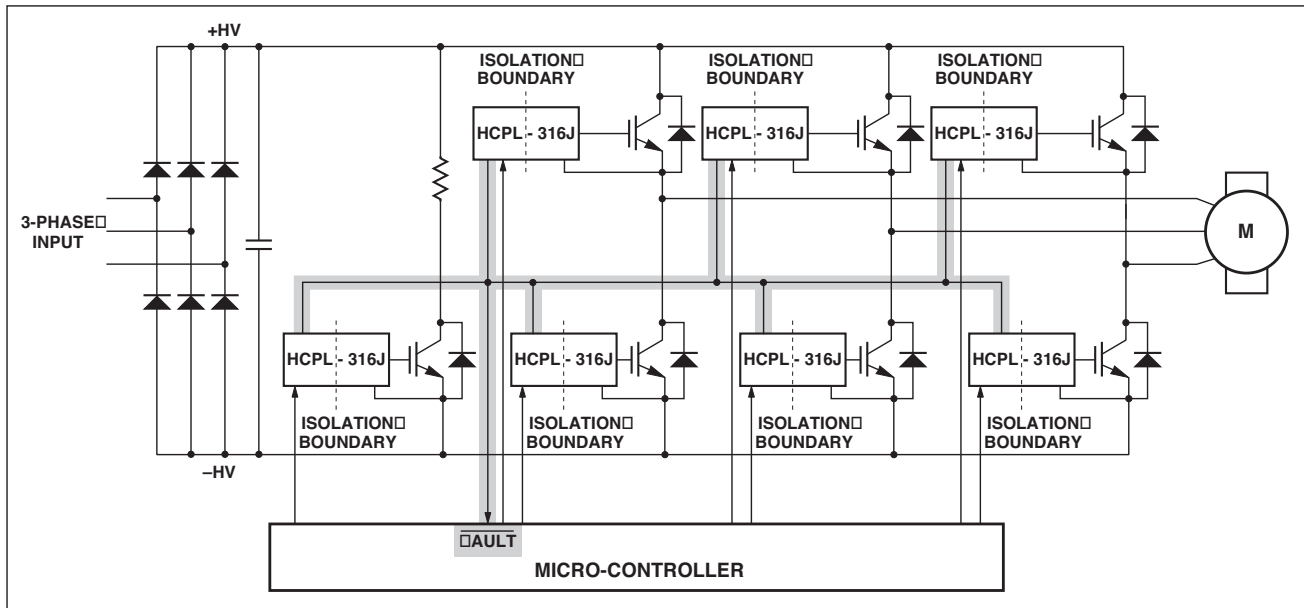 +HV
ISOLATION□
BOUNDARY
ISOLATION□
BOUNDARY
ISOLATION□
BOUNDARY
HCPL - 316J
HCPL - 316J
HCPL - 316J
3-PHASE□
INPUT
M
HCPL - 316J
HCPL - 316J
HCPL - 316J
HCPL - 316J
ISOLATION□
BOUNDARY
ISOLATION□
BOUNDARY
ISOLATION□
BOUNDARY
ISOLATION□
BOUNDARY
–HV
□AULT
MICRO-CONTROLLER